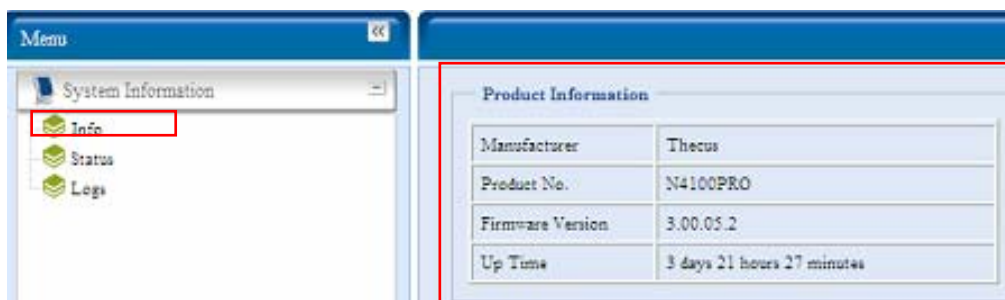 Menu
System Information
Info
Status
Logs
Product Information
Manufacturer Thecus
Product No. N4100PRO
Firmware Version 3.00.05.2
Up Time 3 days 21 hours 27 minutes